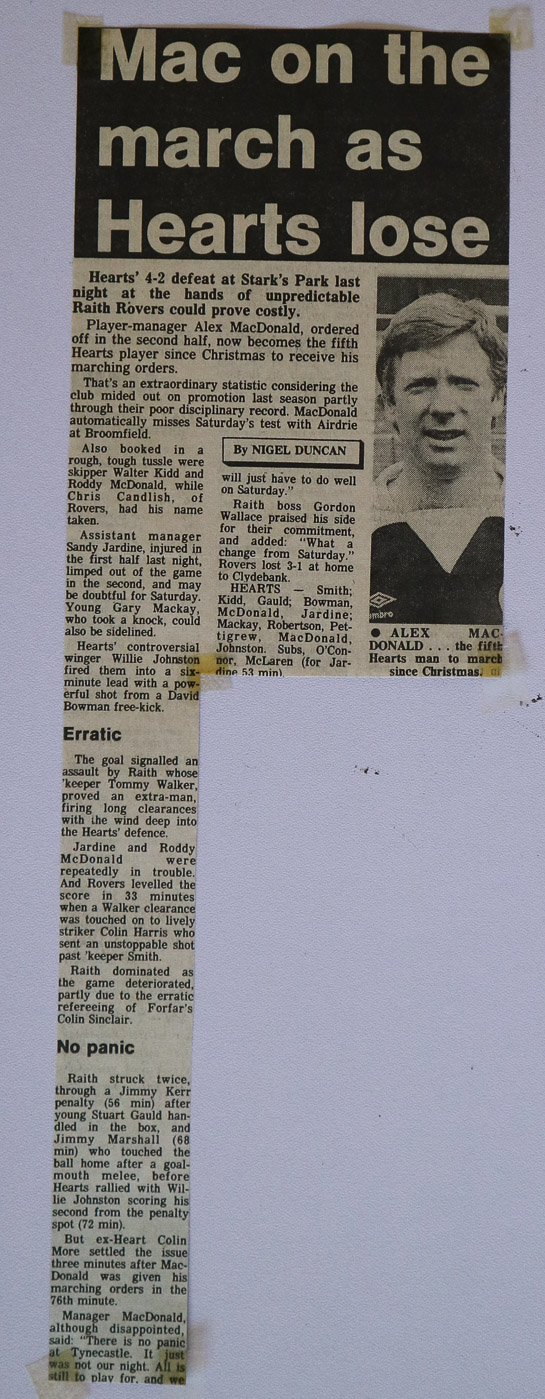 Mac on the
march as
Hearts lose
Hearts' 4-2 defeat at Stark's Park last
night at the hands of unpredictable
Raith Rovers could prove costly.
Player-manager Alex MacDonald, ordered
off in the second half, now becomes the fifth
Hearts player since Christmas to receive his
marching orders.
That's an extraordinary statistic considering the
club mided out on promotion last season partly
through their poor disciplinary record. MacDonald
automatically misses Saturday's test with Airdrie
at Broomfield.
Also booked in a
rough, tough tussle were
skipper Walter Kidd and
Roddy McDonald, while
Chris Candlish, of
Rovers, had his name
taken.
Assistant manager
Sandy Jardine, injured in
the first half last night,
limped out of the game
in the second, and may
be doubtful for Saturday.
Young Gary Mackay,
who took a knock, could
also be sidelined.
Hearts' controversial
winger Willie Johnston
fired them into a six-
minute lead with a pow-
erful shot from a David
Bowman free-kick.
Erratic
The goal signalled an
assault by Raith whose
'keeper Tommy Walker,
proved an extra-man,
firing long clearances
with the wind deep into
the Hearts' defence.
Jardine and Roddy
McDonald were
repeatedly in trouble.
And Rovers levelled the
score in 33 minutes
when a Walker clearance
was touched on to lively
striker Colin Harris who
sent an unstoppable shot
past 'keeper Smith.
Raith dominated as
the game deteriorated,
partly due to the erratic
refereeing of Forfar's
Colin Sinclair.
No panic
Raith struck twice,
through a Jimmy Kerr
penalty (56 min) after
young Stuart Gauld han-
dled in the box, and
Jimmy Marshall (68
min) who touched the
ball home after a goal-
mouth melee, before
Hearts rallied with Wil-
lie Johnston scoring his
second from the penalty
spot (72 min).
But ex-Heart Colin
More settled the issue
three minutes after Mac-
Donald was given his
marching orders in the
76th minute.
Manager MacDonald,
although disappointed,
said: "There is no panic
at Tynecastle. It just
was not our night. All is
still to play for, and we
By NIGEL DUNCAN
will just have to do well
on Saturday."
Raith boss Gordon
Wallace praised his side
for their commitment,
and added: "What a
change from Saturday."
Rovers lost 3-1 at home
to Clydebank.
HEARTS — Smith;
Kidd, Gauld; Bowman,
McDonald, Jardine;
Mackay, Robertson, Pet-
tigrew, MacDonald,
Johnston. Subs, O'Con-
nor, McLaren (for Jar-
dine 53 min).
umbro
● ALEX MAC-
DONALD . . . the fifth
Hearts man to march
since Christmas.